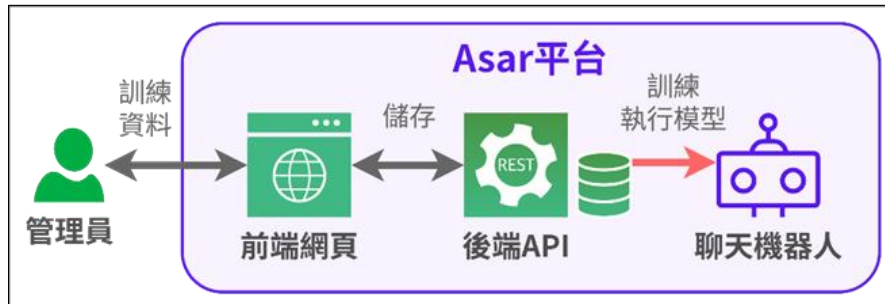 Asar平台
訓練
資料
儲存
訓練
執行模型
REST
管理員
前端網頁
後端API
聊天機器人